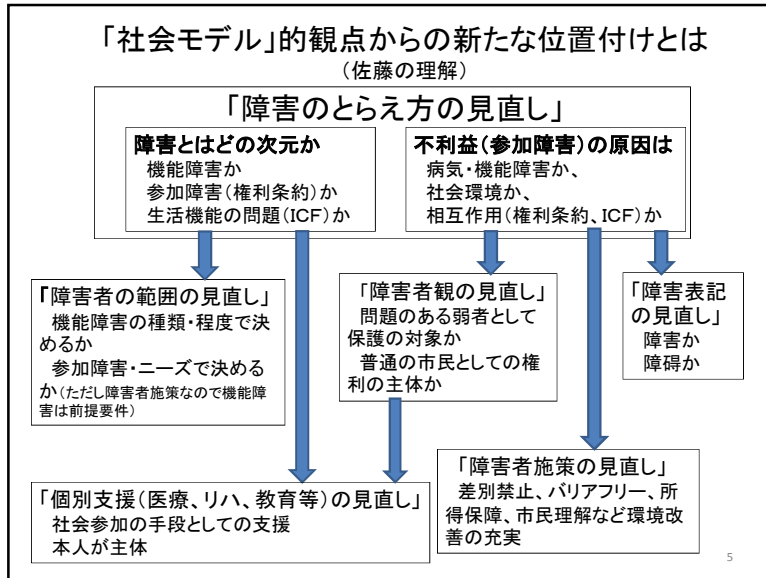 「社会モデル」的観点からの新たな位置付けとは
（佐藤の理解）
「障害のとらえ方の見直し」
障害とはどの次元か
機能障害か
参加障害（権利条約）か
生活機能の問題（ICF）か
不利益（参加障害）の原因は
病気・機能障害か、
社会環境か、
相互作用（権利条約、ICF）か
「障害者の範囲の見直し」
機能障害の種類・程度で決
めるか
参加障害・ニーズで決める
か（ただし障害者施策なので機能障
害は前提要件）
「障害者観の見直し」
問題のある弱者として
保護の対象か
普通の市民としての権
利の主体か
「障害表記
の見直し」
障害か
障碍か
「個別支援（医療、リハ、教育等）の見直し」
社会参加の手段としての支援
本人が主体
「障害者施策の見直し」
差別禁止、バリアフリー、所
得保障、市民理解など環境改
善の充実
5